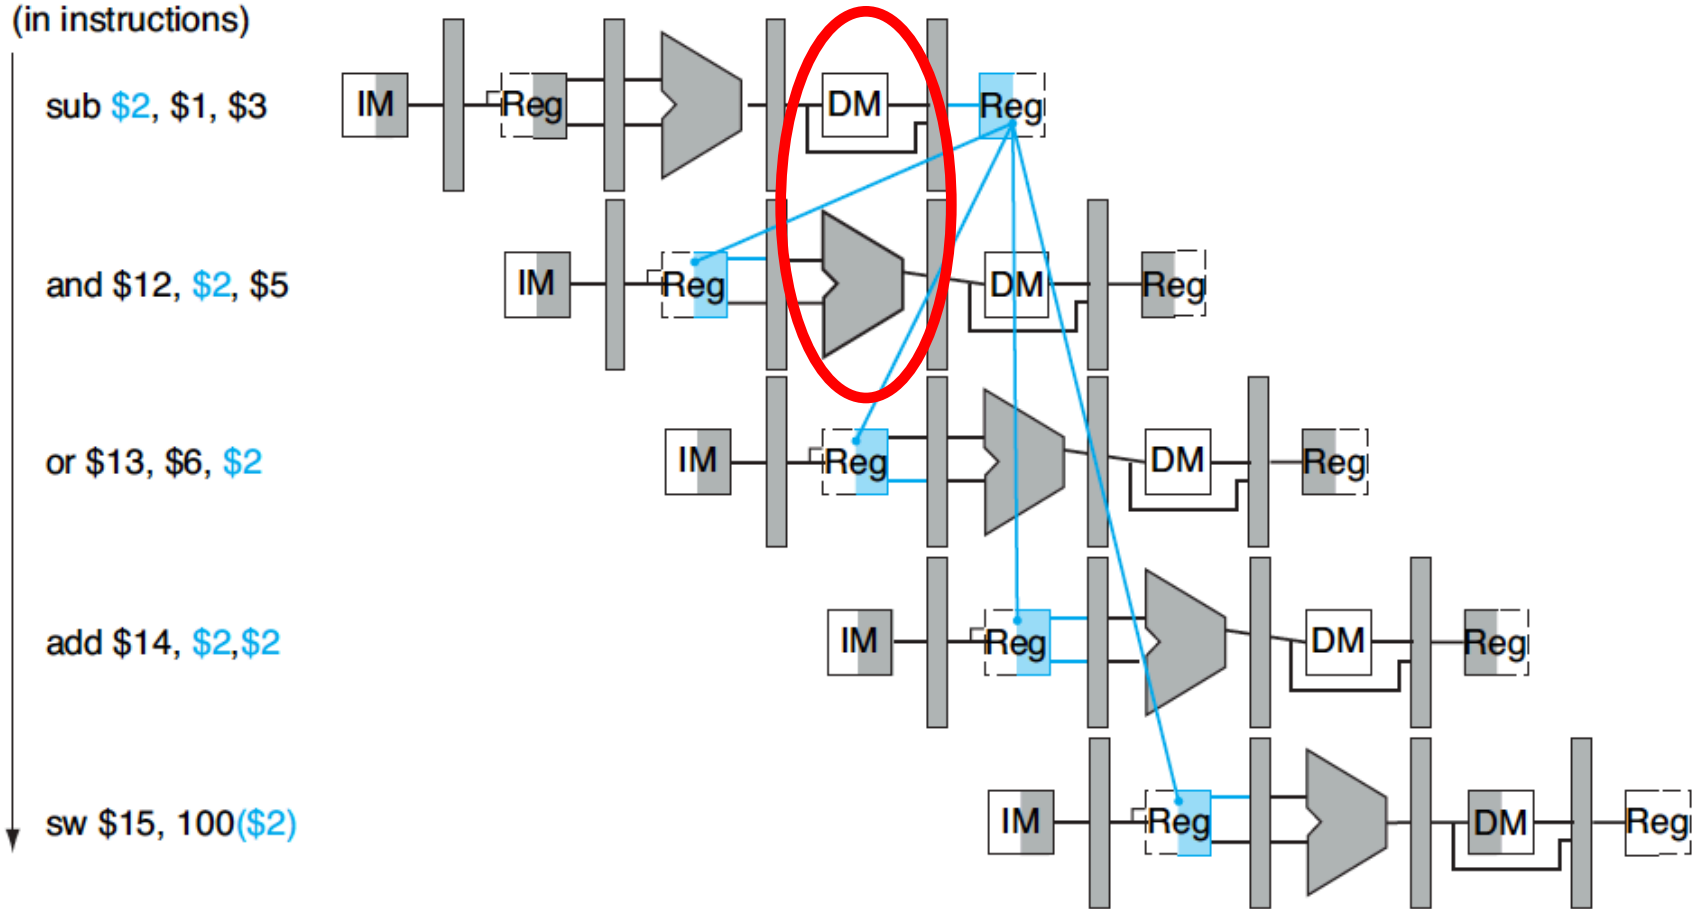 (in instructions)
sub $2, $1, $3
IM Reg DM Reg
and $12, $2, $5
IM Reg DM Reg
or $13, $6, $2
IM Reg DM Reg
add $14, $2,$2
IM Reg DM Reg
sw $15, 100($2)
IM Reg DM Reg